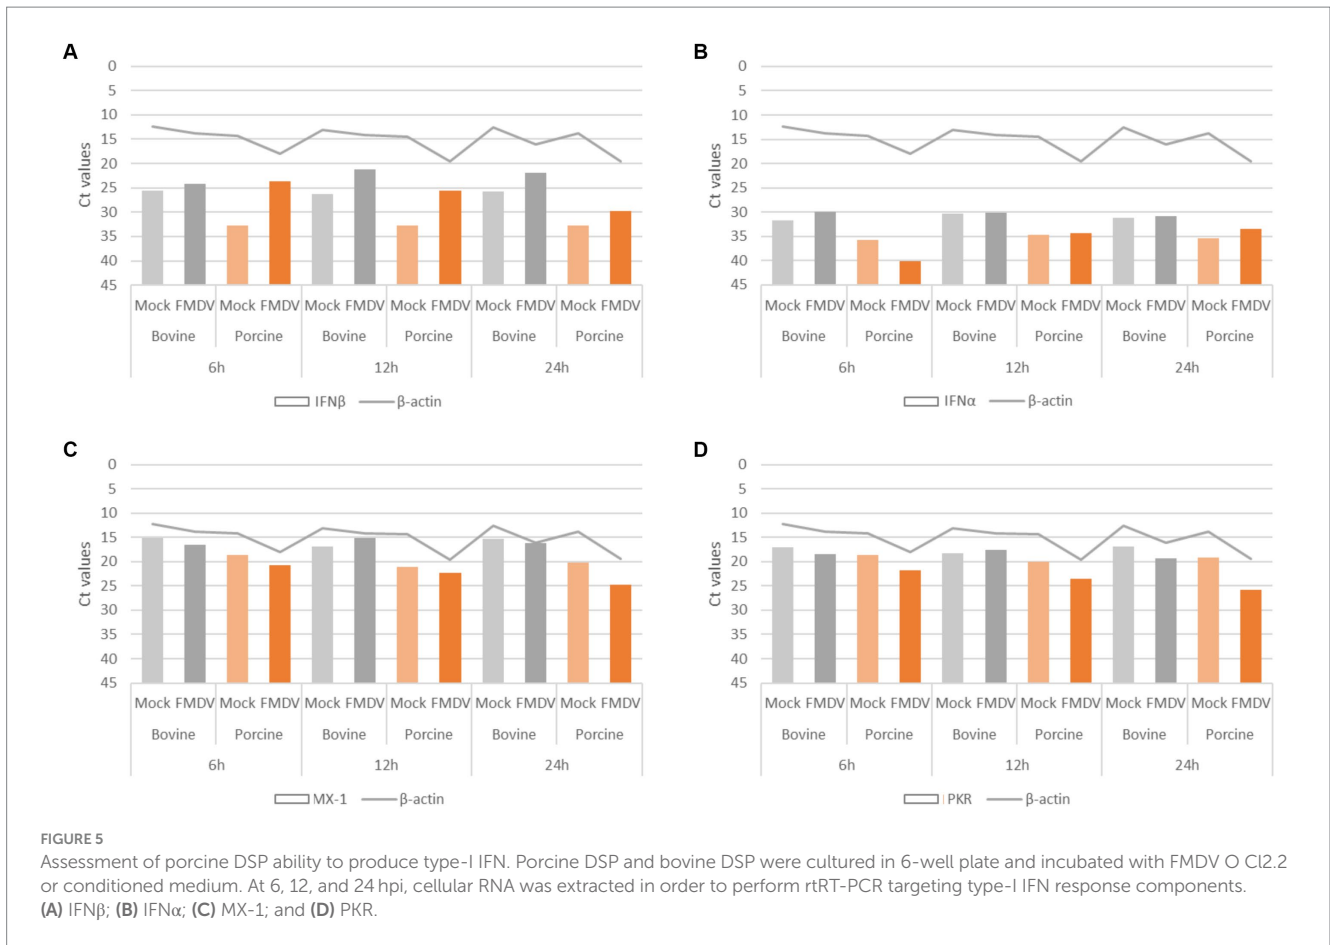 A
0
5
10
15
20
25
30
35
40
45
Ct values
Mock FMDV Mock FMDV Mock FMDV Mock FMDV Mock FMDV Mock FMDV
Bovine Porcine Bovine Porcine Bovine Porcine
6h 12h 24h
IFNβ β-actin
B
0
5
10
15
20
25
30
35
40
45
Ct values
Mock FMDV Mock FMDV Mock FMDV Mock FMDV Mock FMDV Mock FMDV
Bovine Porcine Bovine Porcine Bovine Porcine
6h 12h 24h
IFNα β-actin
C
0
5
10
15
20
25
30
35
40
45
Ct values
Mock FMDV Mock FMDV Mock FMDV Mock FMDV Mock FMDV Mock FMDV
Bovine Porcine Bovine Porcine Bovine Porcine
6h 12h 24h
MX-1 β-actin
D
0
5
10
15
20
25
30
35
40
45
Ct values
Mock FMDV Mock FMDV Mock FMDV Mock FMDV Mock FMDV Mock FMDV
Bovine Porcine Bovine Porcine Bovine Porcine
6h 12h 24h
PKR β-actin
FIGURE 5
Assessment of porcine DSP ability to produce type-I IFN. Porcine DSP and bovine DSP were cultured in 6-well plate and incubated with FMDV O Cl2.2
or conditioned medium. At 6, 12, and 24 hpi, cellular RNA was extracted in order to perform rtRT-PCR targeting type-I IFN response components.
(A) IFNβ; (B) IFNα; (C) MX-1; and (D) PKR.